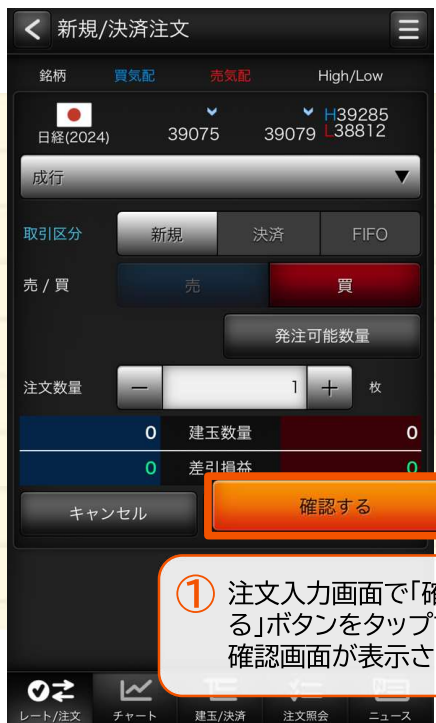 新規/決済注文
銘柄 買気配 売気配 High/Low
日経(2024) 39075 39079 H39285
L38812
成行
取引区分 新規 決済 FIFO
売 / 買 売 買
発注可能数量
注文数量 － 1 ＋ 枚
0 建玉数量 0
0 差引損益 0
キャンセル 確認する
① 注文入力画面で「確
る」ボタンをタップ
確認画面が表示さ
レート/注文 チャート 建玉/決済 注文照会 ニュース